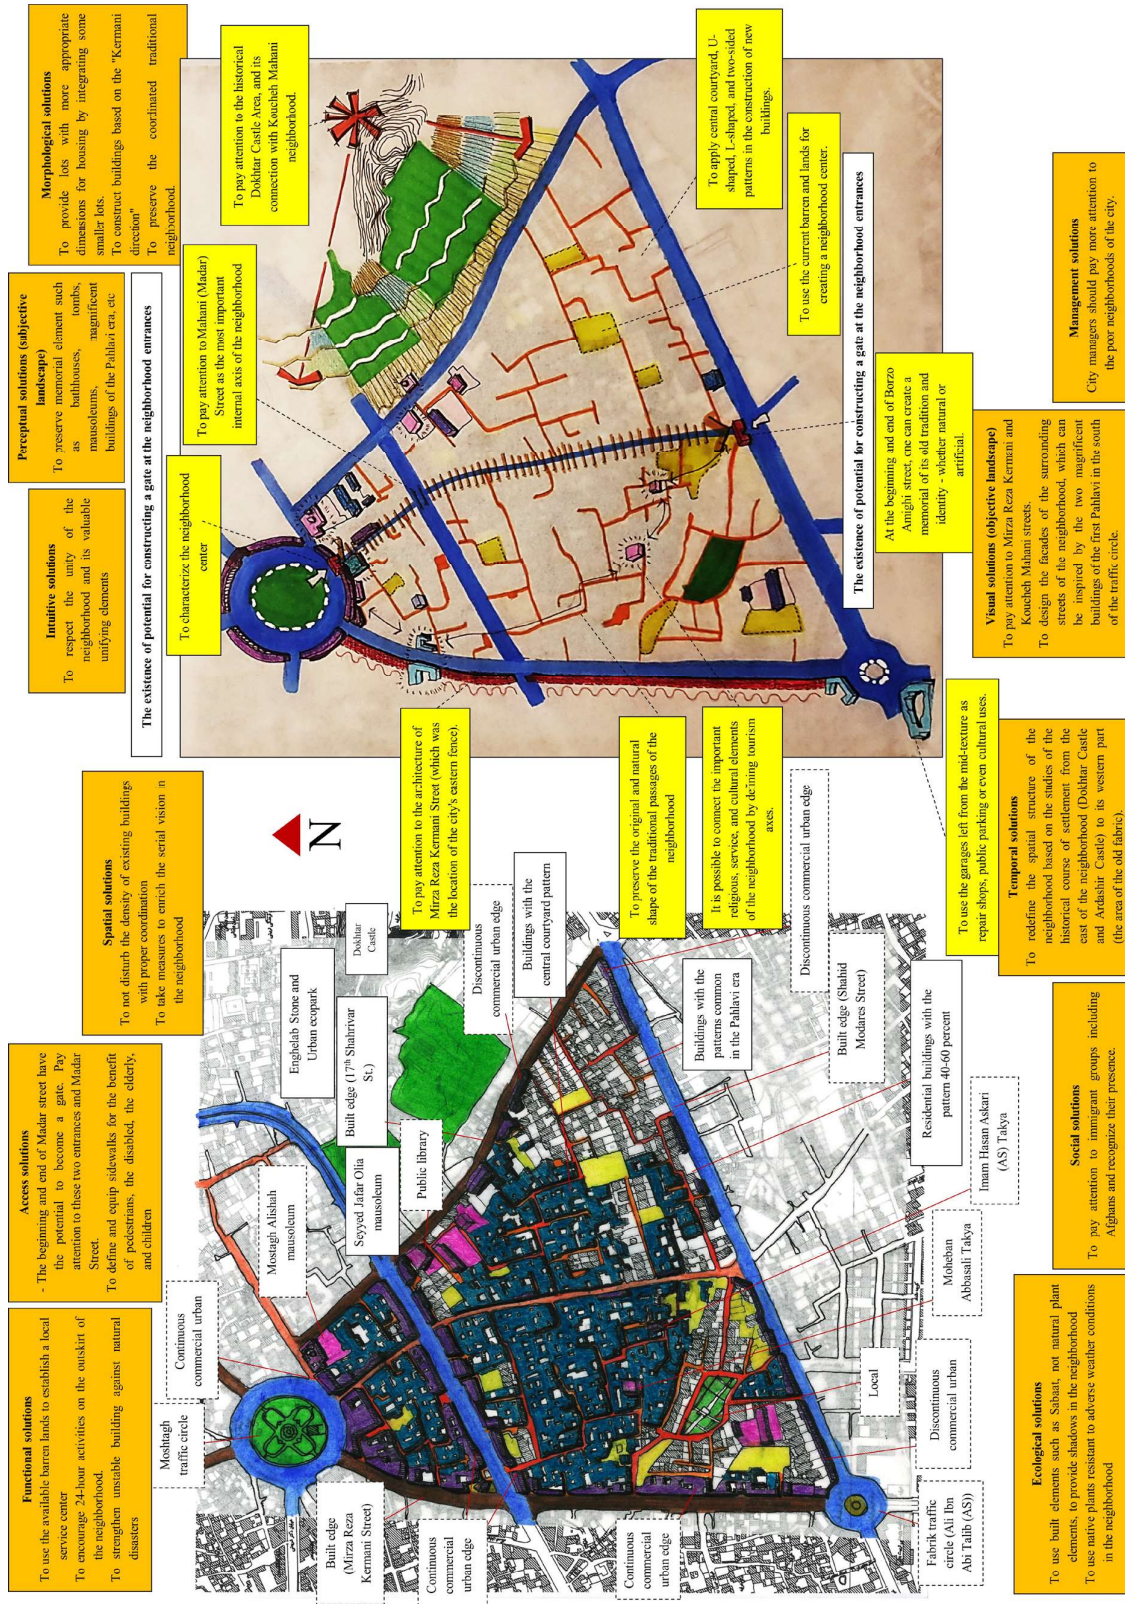 Functional solutions
To use the available barren lands to establish a local
service center
To encourage 24-hour activities on the outskirt of
the neighborhood.
To strengthen unstable building against natural
disasters
Access solutions
- The beginning and end of Madar street have
the potential to become a gate. Pay
attention to these two entrances and Madar
Street.
To define and equip sidewalks for the benefit
of pedestrians, the disabled, the elderly,
and children
Spatial solutions
To not disturb the density of existing buildings
with proper coordination
To take measures to enrich the serial vision in
the neighborhood
Intuitive solutions
To respect the unity of the
neighborhood and its valuable
unifying elements
Perceptual solutions (sabjective
landscape)
To preserve memorial element such
as bathhouses, tombs,
mausoleums, magnificent
buildings of the Pahlavi era, etc
Morphological solutions
To provide lots with more appropriate
dimensions for housing by integrating some
smaller lots.
To construct buildings based on the "Kermani
direction"
To preserve the coordinated traditional
neighborhood.
The existence of potential for constructing a gate at the neighborhood entrances
Moshtagh
traffic circle
Continuous
commercial urban
Mostagh Alishah
mausoleum
Seyyed Jafar Olia
mausoleum
Enghelab Stone and
Urban ecopark
Built edge (17th Shahrivar
St.)
Public library
Dokhtar
Castle
N
Discontinuous
commercial urban edge
Buildings with the
central courtyard pattern
Buildings with the
patterns common
in the Pahlavi era
Discontinuous commercial urban edge
Built edge (Shahid
Modares Street)
Residential buildings with the
pattern 40-60 percent
Imam Hasan Askari
(AS) Takya
Moheban
Abbasali Takya
Local
Discontinuous
commercial urban
Fabrik traffic
circle (Ali ibn
Abi Talib (AS))
Continuous
commercial
urban edge
Continuous
commercial
urban edge
Built edge
(Mirza Reza
Kermani Street)
To characterize the neighborhood
center
To pay attention to Mahani (Madar)
Street as the most important
internal axis of the neighborhood
To pay attention to the historical
Dokhtar Castle Area, and its
connection with Koucheh Mahani
neighborhood.
To pay attention to the architecture of
Mirza Reza Kermani Street (which was
the location of the city's eastern fence).
To preserve the original and natural
shape of the traditional passages of the
neighborhood
It is possible to connect the important
religious, service, and cultural elements
of the neighborhood by defining tourism
axes.
To apply central courtyard, U-
shaped, L-shaped, and two-sided
patterns in the construction of new
buildings.
To use the current barren and lands for
creating a neighborhood center.
The existence of potential for constructing a gate at the neighborhood entrances
At the beginning and end of Borzo
Amighi street, one can create a
memorial of its old tradition and
identity - whether natural or
artificial.
To use the garages left from the mid-texture as
repair shops, public parking or even cultural uses.
Ecological solutions
To use built elements such as Sabaat, not natural plant
elements, to provide shadows in the neighborhood
To use native plants resistant to adverse weather conditions
in the neighborhood
Social solutions
To pay attention to immigrant groups including
Afghans and recognize their presence.
Temporal solutions
To redefine the spatial structure of the
neighborhood based on the studies of the
historical course of settlement from the
east of the neighborhood (Dokhtar Castle
and Ardashir Castle) to its western part
(the area of the old fabric).
Visual solutions (objective landscape)
To pay attention to Mirza Reza Kermani and
Koucheh Mahani streets.
To design the facades of the surrounding
streets of the neighborhood, which can
be inspired by the two magnificent
buildings of the first Pahlavi in the south
of the traffic circle.
Management solutions
City managers should pay more attention to
the poor neighborhoods of the city.